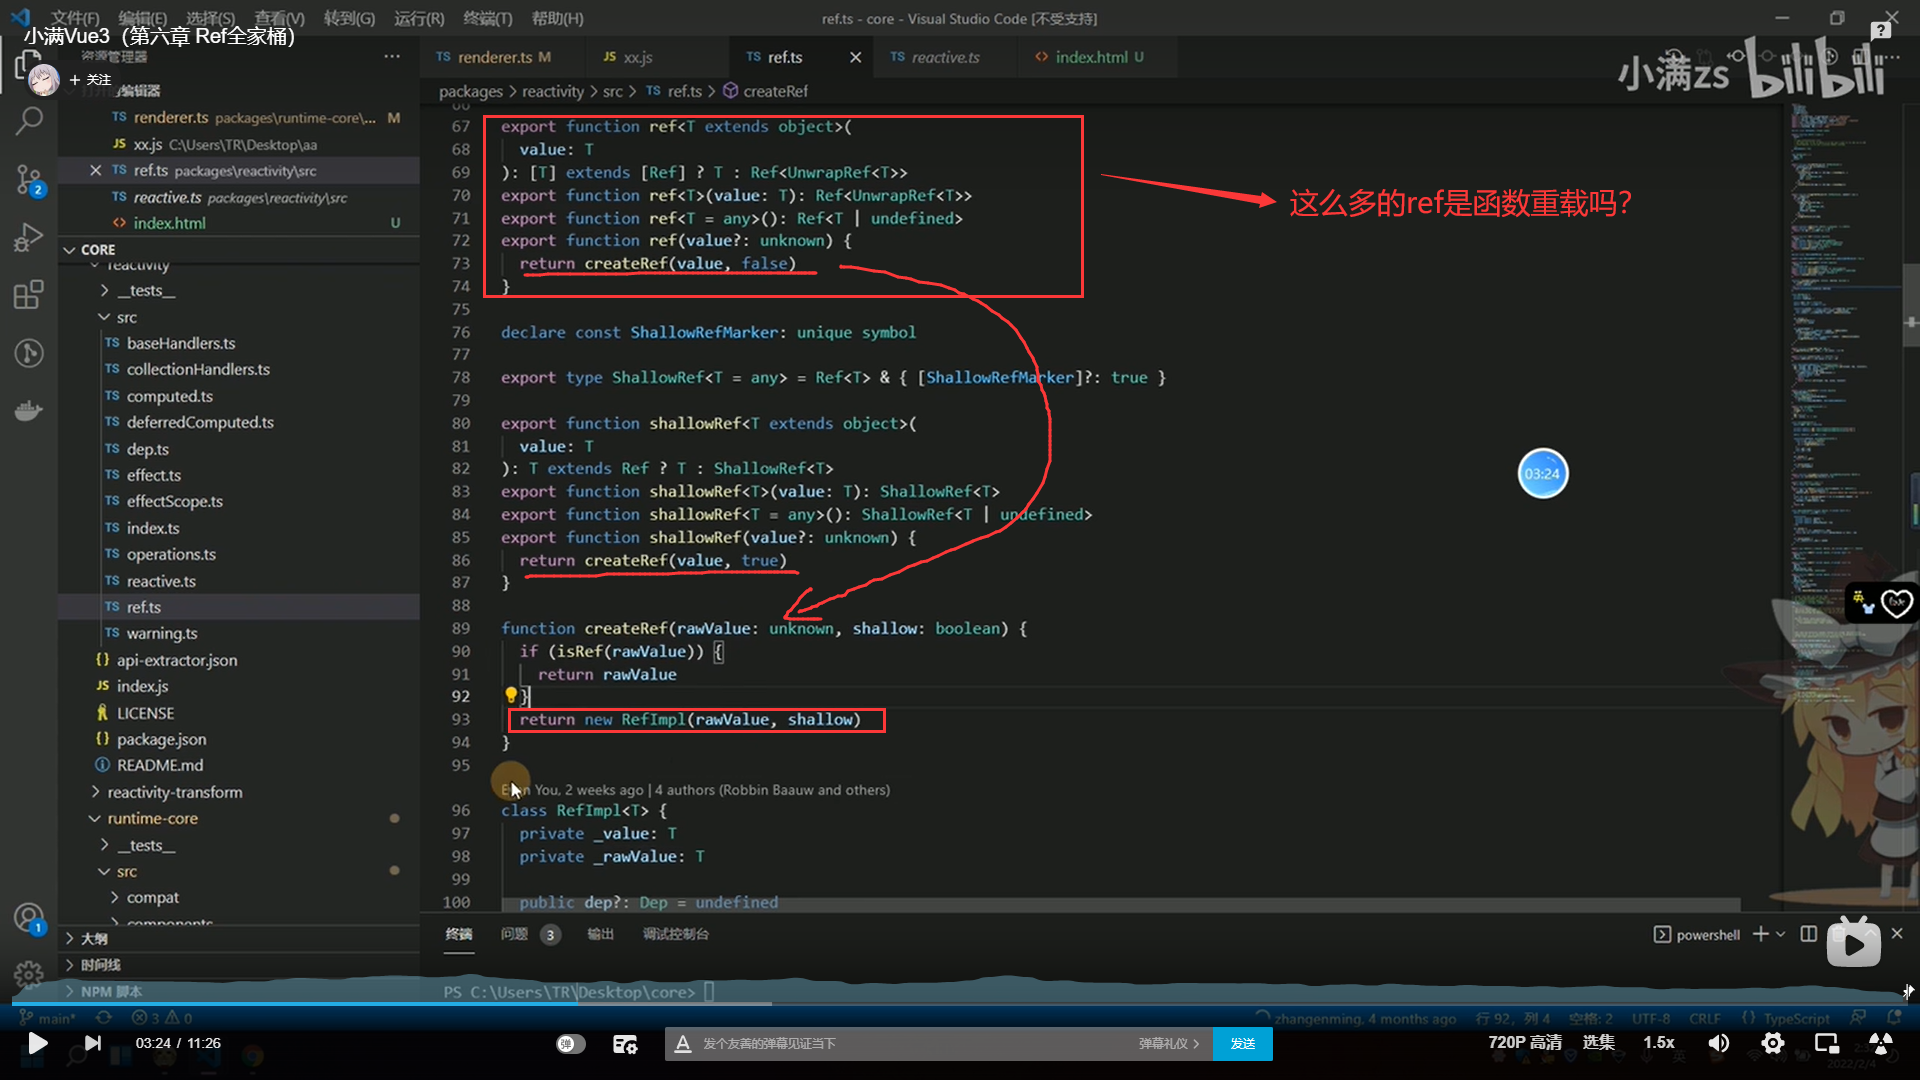 文件(F) 编辑(E) 选择(S) 查看(V) 转到(G) 运行(R) 终端(T) 帮助(H)
ref.ts - core - Visual Studio Code [不受支持]
小满Vue3（第六章 Ref全家桶）
资源管理器
+ 关注
编辑器
TS renderer.ts packages\runtime-core\... M
JS xx.js C:\Users\TR\Desktop\aa
TS ref.ts packages\reactivity\src
TS reactive.ts packages\reactivity\src
<> index.html U
CORE
reactivity
__tests__
src
TS baseHandlers.ts
TS collectionHandlers.ts
TS computed.ts
TS deferredComputed.ts
TS dep.ts
TS effect.ts
TS effectScope.ts
TS index.ts
TS operations.ts
TS reactive.ts
TS ref.ts
TS warning.ts
{} api-extractor.json
JS index.js
LICENSE
{} package.json
README.md
reactivity-transform
runtime-core
__tests__
src
compat
components
大纲
时间线
NPM 脚本
2
1
TS renderer.ts M
JS xx.js
TS ref.ts
TS reactive.ts
<> index.html U
小满zs bilibili
packages > reactivity > src > TS ref.ts > createRef
66
67 export function ref<T extends object>(
68 value: T
69 ): [T] extends [Ref] ? T : Ref<UnwrapRef<T>>
70 export function ref<T>(value: T): Ref<UnwrapRef<T>>
71 export function ref<T = any>(): Ref<T | undefined>
72 export function ref(value?: unknown) {
73 return createRef(value, false)
74 }
75
76 declare const ShallowRefMarker: unique symbol
77
78 export type ShallowRef<T = any> = Ref<T> & { [ShallowRefMarker]?: true }
79
80 export function shallowRef<T extends object>(
81 value: T
82 ): T extends Ref ? T : ShallowRef<T>
83 export function shallowRef<T>(value: T): ShallowRef<T>
84 export function shallowRef<T = any>(): ShallowRef<T | undefined>
85 export function shallowRef(value?: unknown) {
86 return createRef(value, true)
87 }
88
89 function createRef(rawValue: unknown, shallow: boolean) {
90 if (isRef(rawValue)) {
91 return rawValue
92 }
93 return new RefImpl(rawValue, shallow)
94 }
95
You, 2 weeks ago | 4 authors (Robbin Baauw and others)
96 class RefImpl<T> {
97 private _value: T
98 private _rawValue: T
99
100 public dep?: Dep = undefined
这么多的ref是函数重载吗？
03:24
终端 问题 3 输出 调试控制台
powershell
PS C:\Users\TR\Desktop\core>
main* 3 0
zhangenming, 4 months ago 行 92，列 4 空格: 2 UTF-8 CRLF {} TypeScript
03:24 / 11:26
弹
发个友善的弹幕见证当下
弹幕礼仪 >
发送
720P 高清 选集 1.5x
2022/2/4